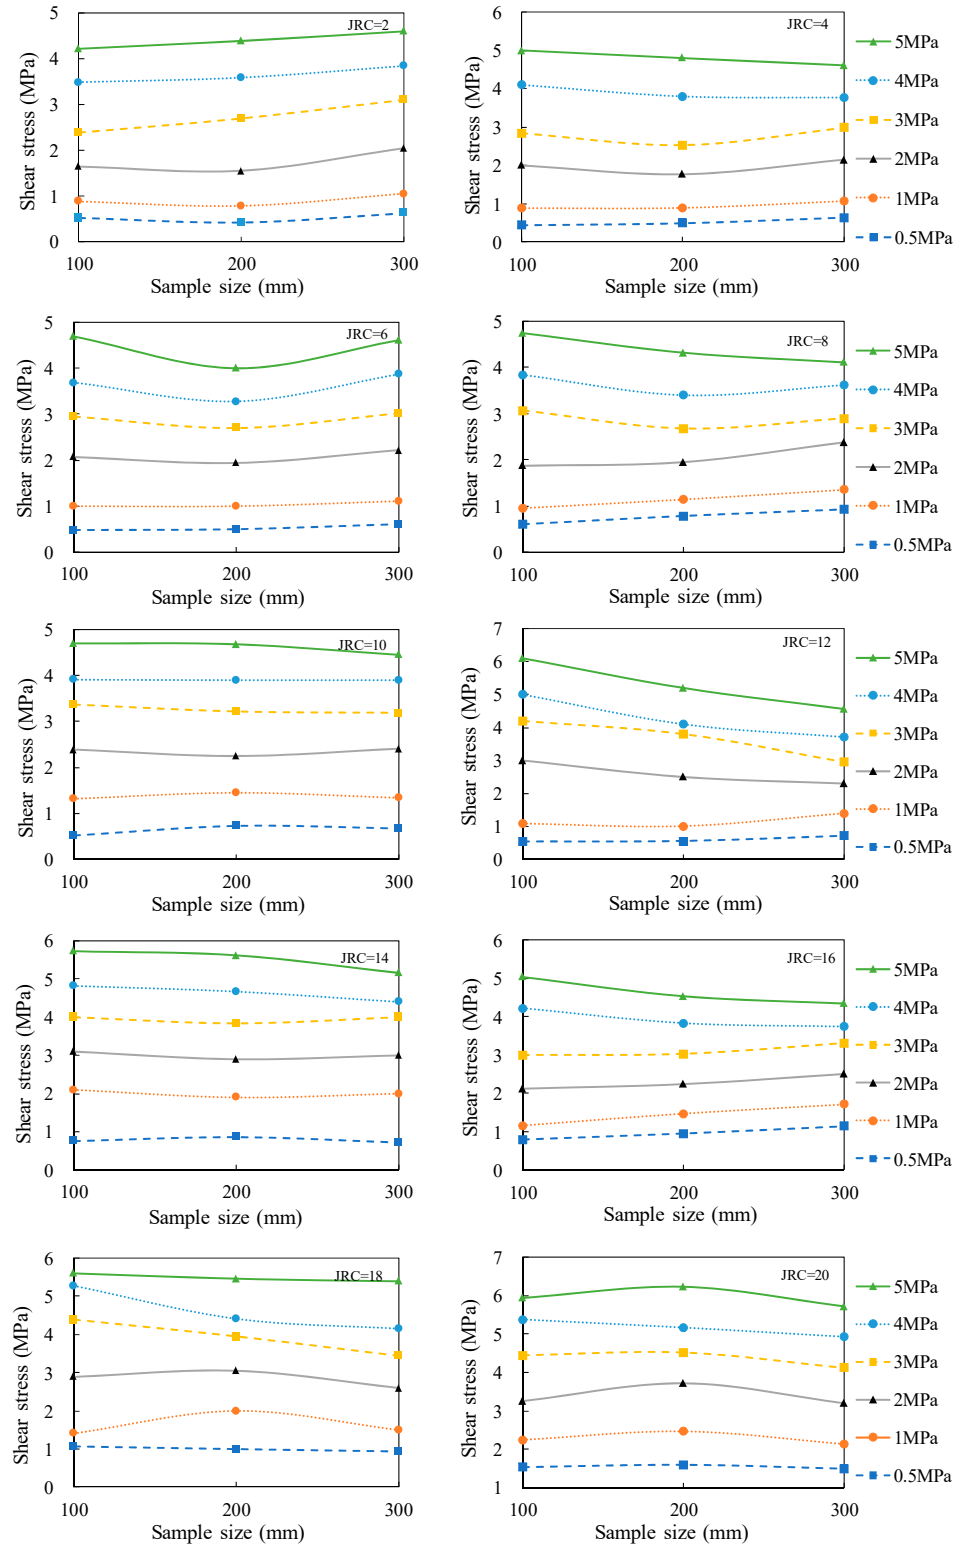 JRC=2
Shear stress (MPa)
5
4
3
2
1
0
100 200 300
Sample size (mm)
JRC=4
Shear stress (MPa)
6
5
4
3
2
1
0
100 200 300
Sample size (mm)
5MPa
4MPa
3MPa
2MPa
1MPa
0.5MPa
JRC=6
Shear stress (MPa)
5
4
3
2
1
0
100 200 300
Sample size (mm)
JRC=8
Shear stress (MPa)
5
4
3
2
1
0
100 200 300
Sample size (mm)
5MPa
4MPa
3MPa
2MPa
1MPa
0.5MPa
JRC=10
Shear stress (MPa)
5
4
3
2
1
0
100 200 300
Sample size (mm)
JRC=12
Shear stress (MPa)
7
6
5
4
3
2
1
0
100 200 300
Sample size (mm)
5MPa
4MPa
3MPa
2MPa
1MPa
0.5MPa
JRC=14
Shear stress (MPa)
6
5
4
3
2
1
0
100 200 300
Sample size (mm)
JRC=16
Shear stress (MPa)
6
5
4
3
2
1
0
100 200 300
Sample size (mm)
5MPa
4MPa
3MPa
2MPa
1MPa
0.5MPa
JRC=18
Shear stress (MPa)
6
5
4
3
2
1
0
100 200 300
Sample size (mm)
JRC=20
Shear stress (MPa)
7
6
5
4
3
2
1
100 200 300
Sample size (mm)
5MPa
4MPa
3MPa
2MPa
1MPa
0.5MPa